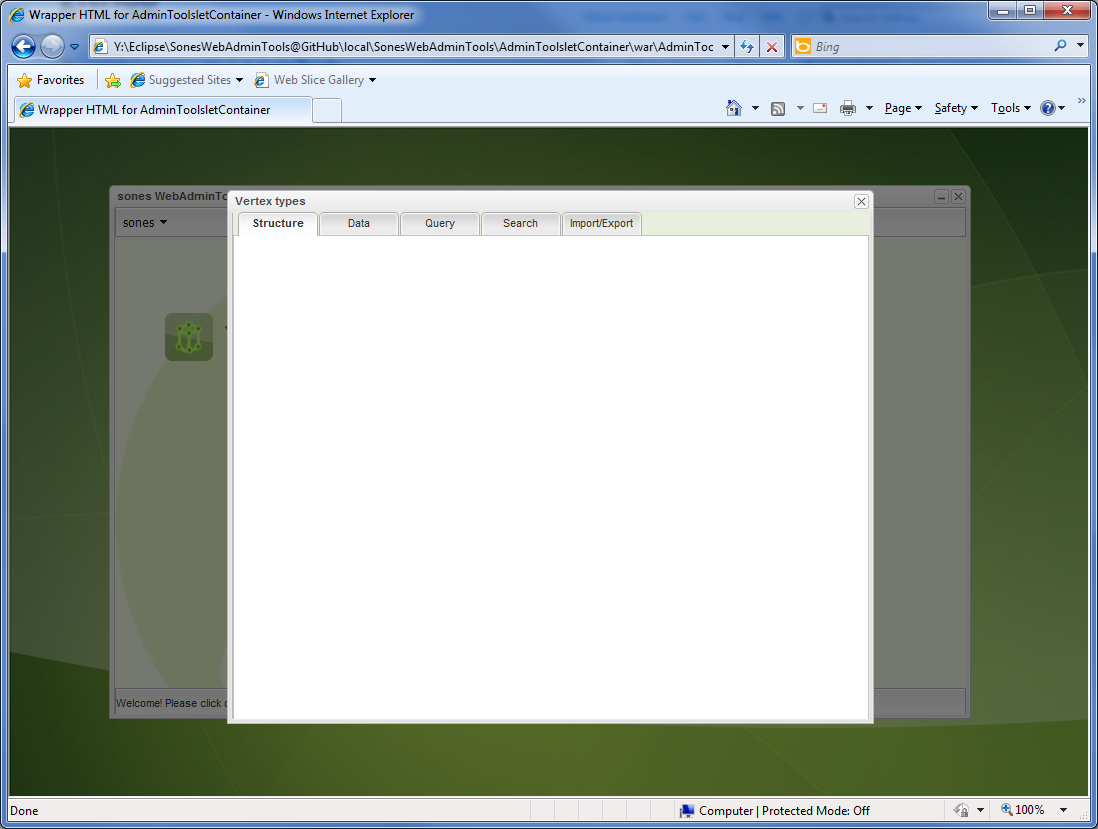 Wrapper HTML for AdminToolsletContainer - Windows Internet Explorer
Y:\Eclipse\SonesWebAdminTools@GitHub\local\SonesWebAdminTools\AdminToolsletContainer\war\AdminToc
Bing
Favorites
Suggested Sites
Web Slice Gallery
Wrapper HTML for AdminToolsletContainer
Page
Safety
Tools
sones WebAdminTo
Vertex types
sones
Structure
Data
Query
Search
Import/Export
Welcome! Please click
Done
Computer | Protected Mode: Off
100%